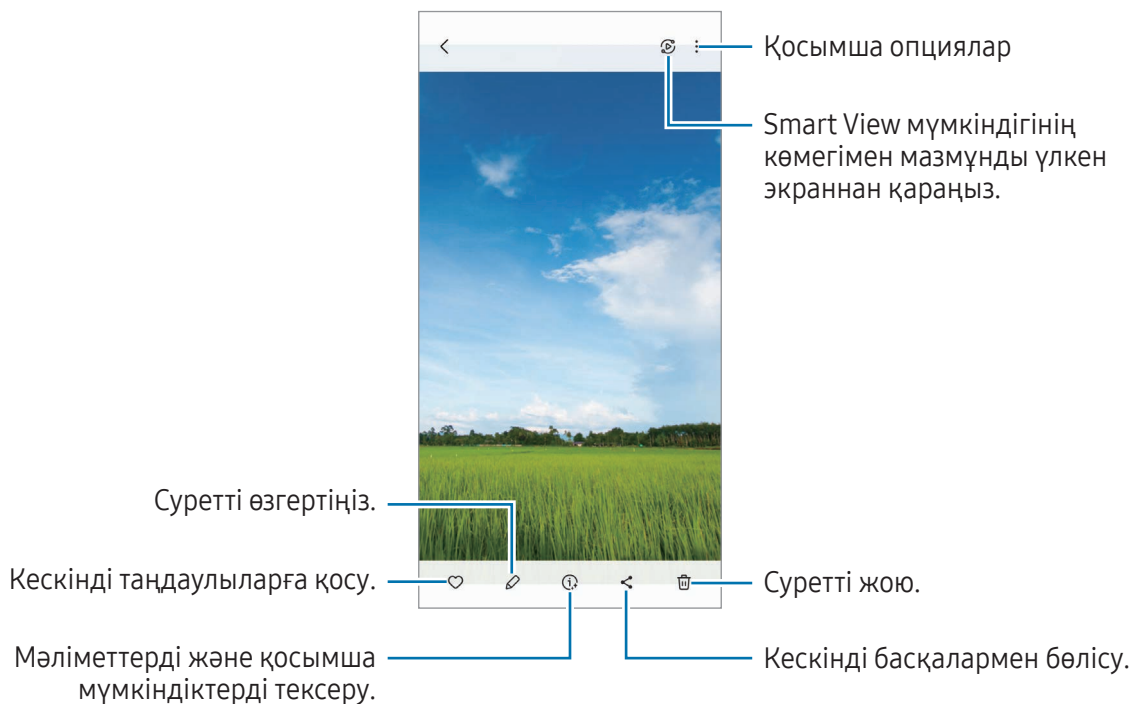 Қосымша опциялар
Smart View мүмкіндігінің
көмегімен мазмұнды үлкен
экраннан қараңыз.
Суретті өзгертіңіз.
Кескінді таңдаулыларға қосу.
Суретті жою.
Мәліметтерді және қосымша
мүмкіндіктерді тексеру.
Кескінді басқалармен бөлісу.